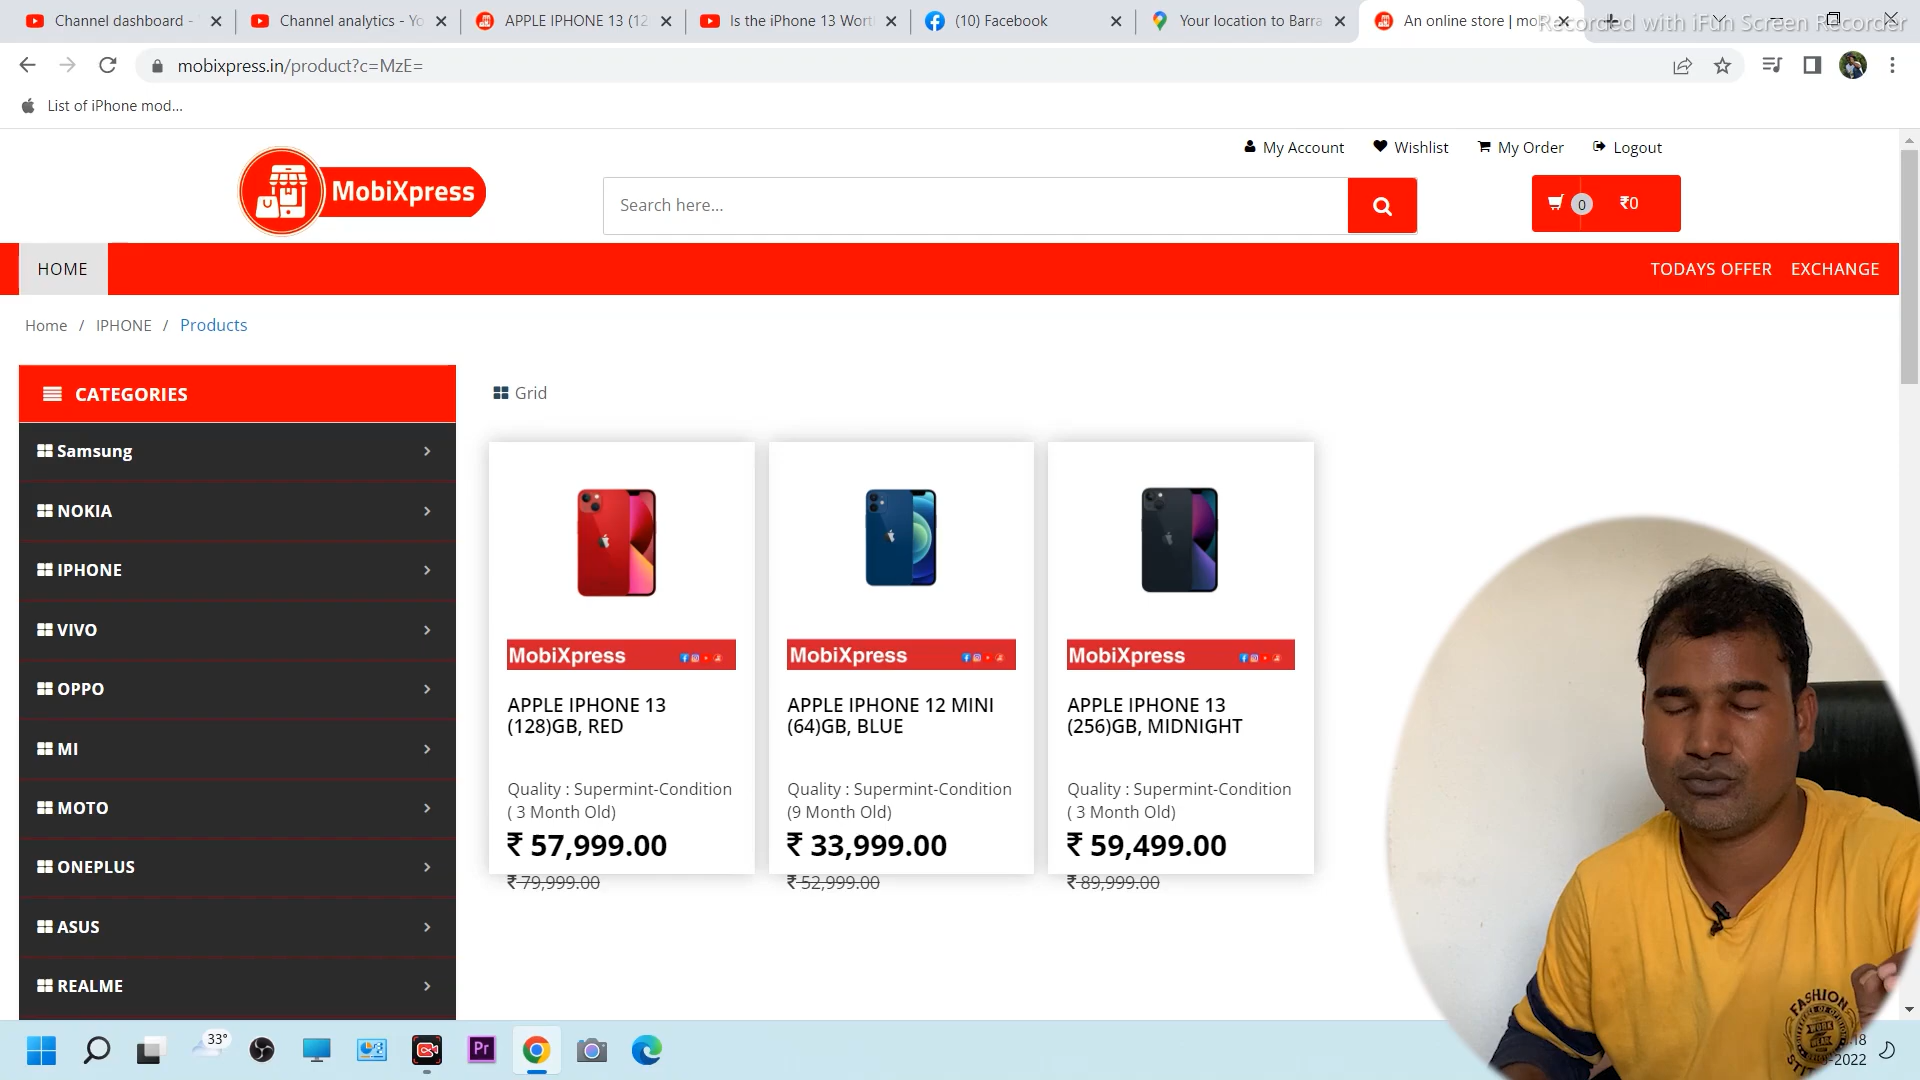 Channel dashboard -
Channel analytics - Yo
APPLE IPHONE 13 (12
Is the iPhone 13 Wort
(10) Facebook
Your location to Barra
An online store | mo
Recorded with iFun Screen Recorder
mobixpress.in/product?c=MzE=
List of iPhone mod...
My Account
Wishlist
My Order
Logout
MobiXpress
Search here...
0
₹0
HOME
TODAYS OFFER
EXCHANGE
Home / IPHONE / Products
CATEGORIES
Grid
Samsung
NOKIA
IPHONE
VIVO
OPPO
MI
MOTO
ONEPLUS
ASUS
REALME
MobiXpress
APPLE IPHONE 13
(128)GB, RED
Quality : Supermint-Condition
( 3 Month Old)
₹ 57,999.00
₹ 79,999.00
MobiXpress
APPLE IPHONE 12 MINI
(64)GB, BLUE
Quality : Supermint-Condition
(9 Month Old)
₹ 33,999.00
₹ 52,999.00
MobiXpress
APPLE IPHONE 13
(256)GB, MIDNIGHT
Quality : Supermint-Condition
( 3 Month Old)
₹ 59,499.00
₹ 89,999.00
FASHION
WORK
WEAR
33°
Pr
18
-2022